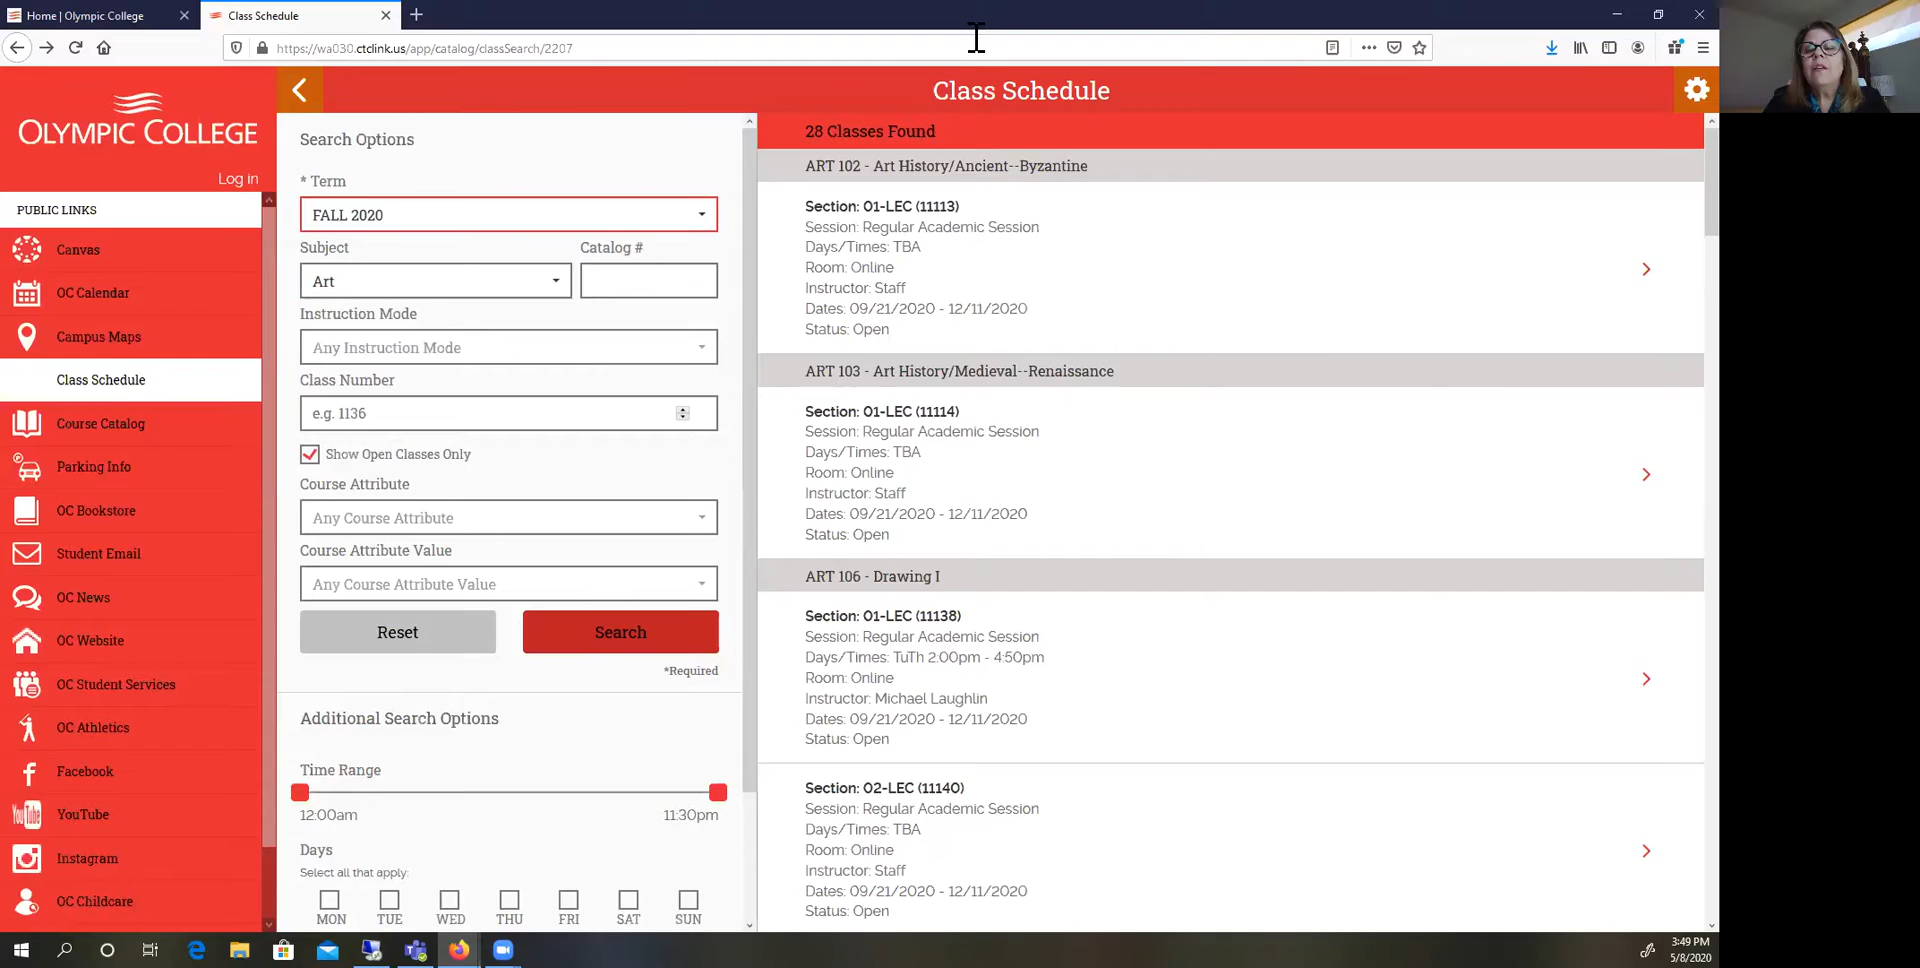 Home | Olympic College
Class Schedule
https://wa030.ctclink.us/app/catalog/classSearch/2207
OLYMPIC COLLEGE
Log in
PUBLIC LINKS
Canvas
OC Calendar
Campus Maps
Class Schedule
Course Catalog
Parking Info
OC Bookstore
Student Email
OC News
OC Website
OC Student Services
OC Athletics
Facebook
YouTube
Instagram
OC Childcare
Class Schedule
Search Options
* Term
FALL 2020
Subject Catalog #
Art
Instruction Mode
Any Instruction Mode
Class Number
e.g. 1136
Show Open Classes Only
Course Attribute
Any Course Attribute
Course Attribute Value
Any Course Attribute Value
Reset Search
*Required
Additional Search Options
Time Range
12:00am 11:30pm
Days
Select all that apply:
MON TUE WED THU FRI SAT SUN
28 Classes Found
ART 102 - Art History/Ancient--Byzantine
Section: 01-LEC (11113)
Session: Regular Academic Session
Days/Times: TBA
Room: Online
Instructor: Staff
Dates: 09/21/2020 - 12/11/2020
Status: Open
ART 103 - Art History/Medieval--Renaissance
Section: 01-LEC (11114)
Session: Regular Academic Session
Days/Times: TBA
Room: Online
Instructor: Staff
Dates: 09/21/2020 - 12/11/2020
Status: Open
ART 106 - Drawing I
Section: 01-LEC (11138)
Session: Regular Academic Session
Days/Times: TuTh 2:00pm - 4:50pm
Room: Online
Instructor: Michael Laughlin
Dates: 09/21/2020 - 12/11/2020
Status: Open
Section: 02-LEC (11140)
Session: Regular Academic Session
Days/Times: TBA
Room: Online
Instructor: Staff
Dates: 09/21/2020 - 12/11/2020
Status: Open
3:49 PM
5/8/2020